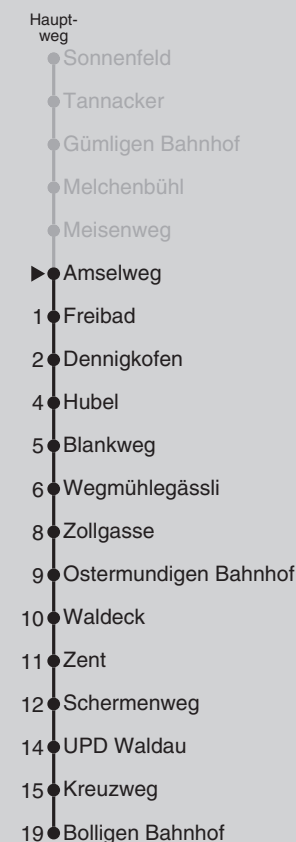 Haupt-
weg
Sonnenfeld
Tannacker
Gümligen Bahnhof
Melchenbühl
Meisenweg
Amselweg
1 Freibad
2 Dennigkofen
4 Hubel
5 Blankweg
6 Wegmühlegässli
8 Zollgasse
9 Ostermundigen Bahnhof
10 Waldeck
11 Zent
12 Schermenweg
14 UPD Waldau
15 Kreuzweg
19 Bolligen Bahnhof